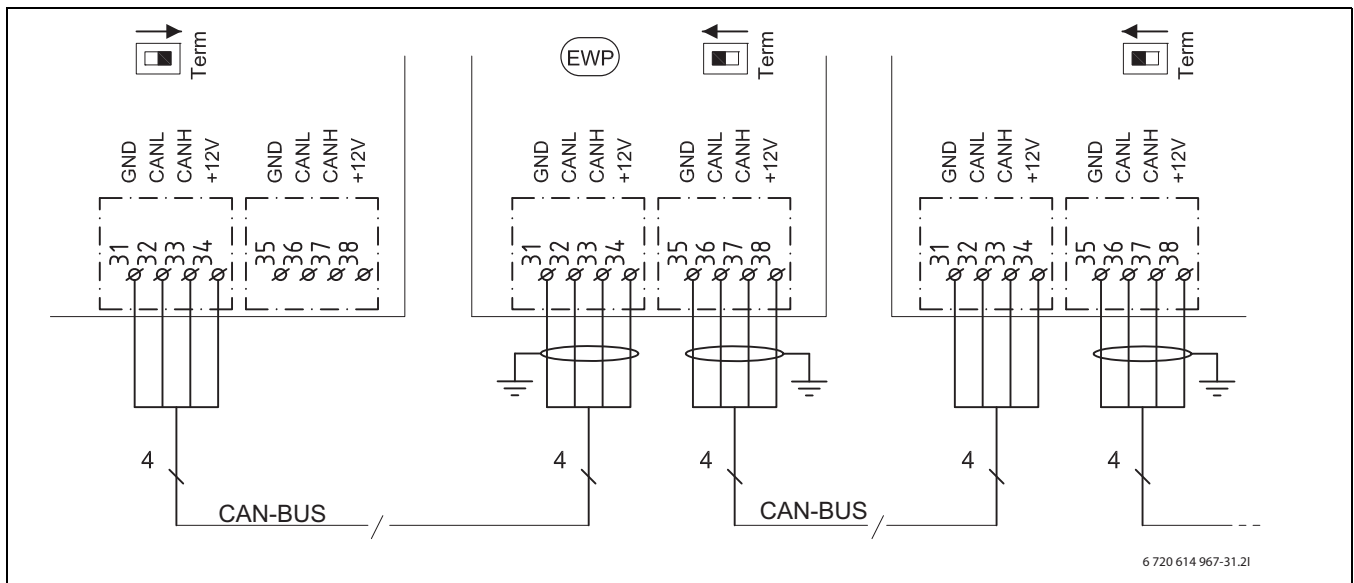 Term
EWP
Term
Term
GND CANL CANH +12V
GND CANL CANH +12V
GND CANL CANH +12V
GND CANL CANH +12V
GND CANL CANH +12V
GND CANL CANH +12V
31 32 33 34
35 36 37 38
31 32 33 34
35 36 37 38
31 32 33 34
35 36 37 38
4
4
4
4
4
CAN-BUS
CAN-BUS
6 720 614 967-31.2I